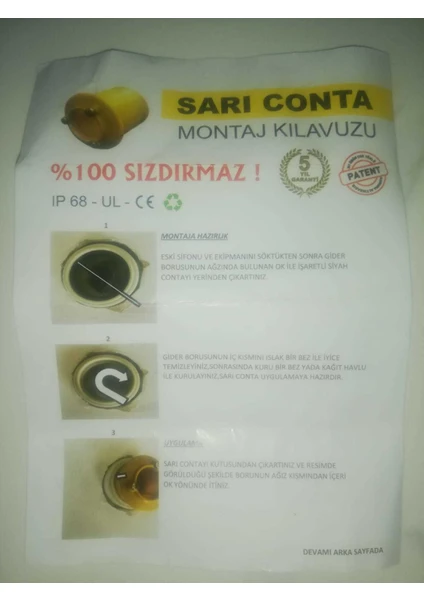 SARI CONTA
MONTAJ KILAVUZU
%100 SIZDIRMAZ !
5
YIL
GARANTİ
PATENT
IP 68 - UL - CE
1
MONTAJA HAZIRLIK
ESKİ SİFONU VE EKİPMANINI SÖKTÜKTEN SONRA GİDER
BORUSUNUN AĞZINDA BULUNAN OK İLE İŞARETLİ SİYAH
CONTAYI YERİNDEN ÇIKARTINIZ
2
GİDER BORUSUNUN İÇ KISMINI ISLAK BİR BEZ İLE İYİCE
TEMİZLEYİNİZ.SONRASINDA KURU BİR BEZ YADA KAĞIT HAVLU
İLE KURULAYINIZ.SARI CONTA UYGULAMAYA HAZIRDIR.
3
SARI CONTAYI KUTUSUNDAN ÇIKARTINIZ VE RESİMDE
GÖRÜLDÜĞÜ ŞEKİLDE BORUNUN AĞIZ KISMINDAN İÇERİ
OK YÖNÜNDE İTİNİZ.
DEVAMI ARKA SAYFADA